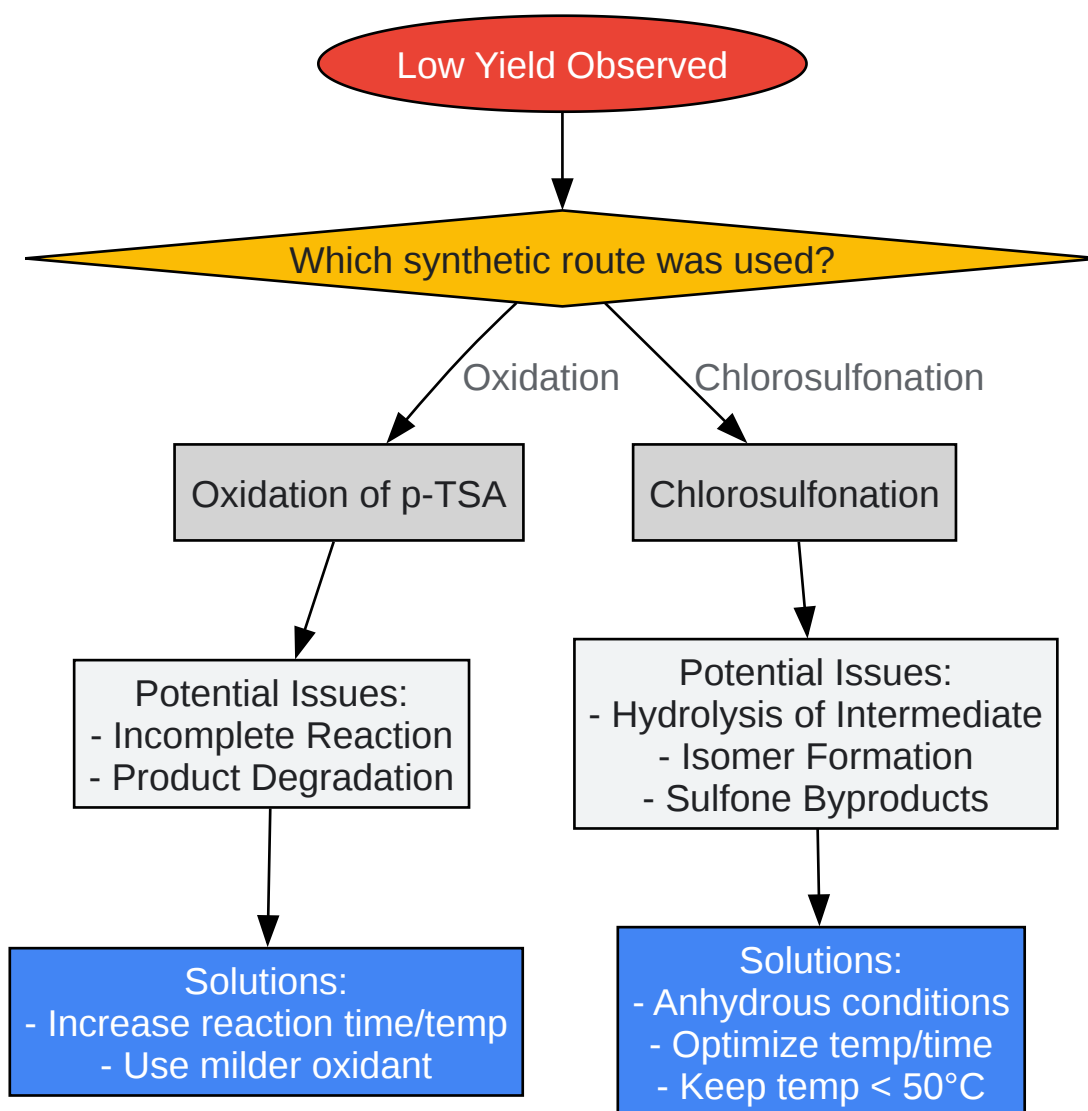 Low Yield Observed
Which synthetic route was used?
Oxidation
Chlorosulfonation
Oxidation of p-TSA
Chlorosulfonation
Potential Issues:
- Incomplete Reaction
- Product Degradation
Potential Issues:
- Hydrolysis of Intermediate
- Isomer Formation
- Sulfone Byproducts
Solutions:
- Increase reaction time/temp
- Use milder oxidant
Solutions:
- Anhydrous conditions
- Optimize temp/time
- Keep temp < 50°C